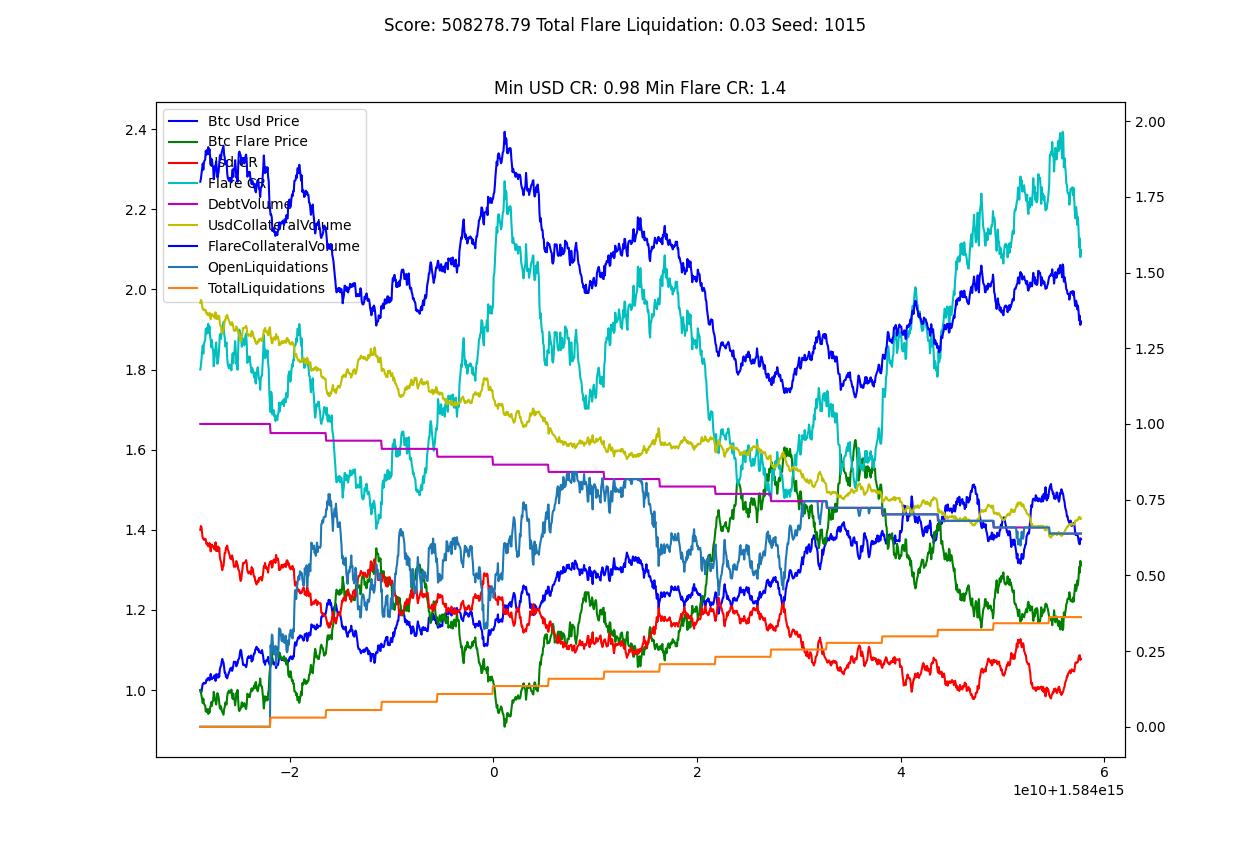 Score: 508278.79 Total Flare Liquidation: 0.03 Seed: 1015
Min USD CR: 0.98 Min Flare CR: 1.4
Btc Usd Price
Btc Flare Price
Usd CR
Flare CR
DebtVolume
UsdCollateralVolume
FlareCollateralVolume
OpenLiquidations
TotalLiquidations
2.4
2.2
2.0
1.8
1.6
1.4
1.2
1.0
2.00
1.75
1.50
1.25
1.00
0.75
0.50
0.25
0.00
−2 0 2 4 6
1e10+1.584e15